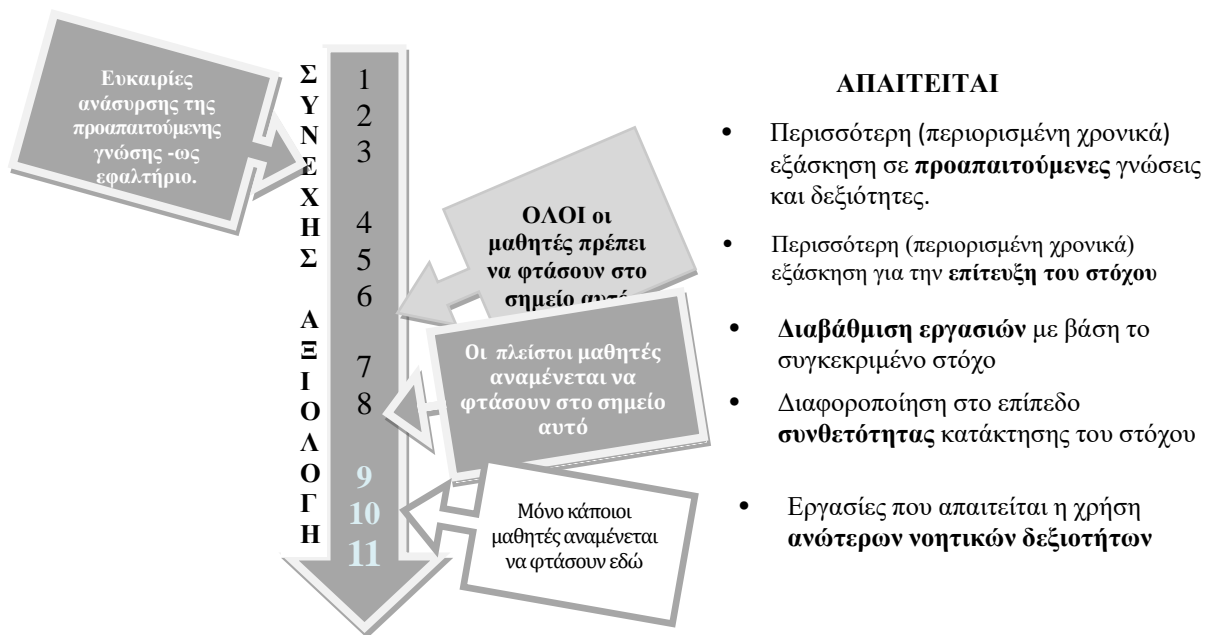 Ευκαιρίες
ανάσυρσης της
προαπαιτούμενης
γνώσης -ως
εφαλτήριο.
Σ
Υ
Ν
Ε
Χ
Η
Σ
Α
Ξ
Ι
Ο
Λ
Ο
Γ
Η
1
2
3
4
5
6
7
8
9
10
11
ΟΛΟΙ οι
μαθητές πρέπει
να φτάσουν στο
σημείο αυτό
Οι πλείστοι μαθητές
αναμένεται να
φτάσουν στο σημείο
αυτό
Μόνο κάποιοι
μαθητές αναμένεται
να φτάσουν εδώ
ΑΠΑΙΤΕΙΤΑΙ
• Περισσότερη (περιορισμένη χρονικά)
εξάσκηση σε προαπαιτούμενες γνώσεις
και δεξιότητες.
• Περισσότερη (περιορισμένη χρονικά)
εξάσκηση για την επίτευξη του στόχου
• Διαβάθμιση εργασιών με βάση το
συγκεκριμένο στόχο
• Διαφοροποίηση στο επίπεδο
συνθετότητας κατάκτησης του στόχου
• Εργασίες που απαιτείται η χρήση
ανώτερων νοητικών δεξιοτήτων